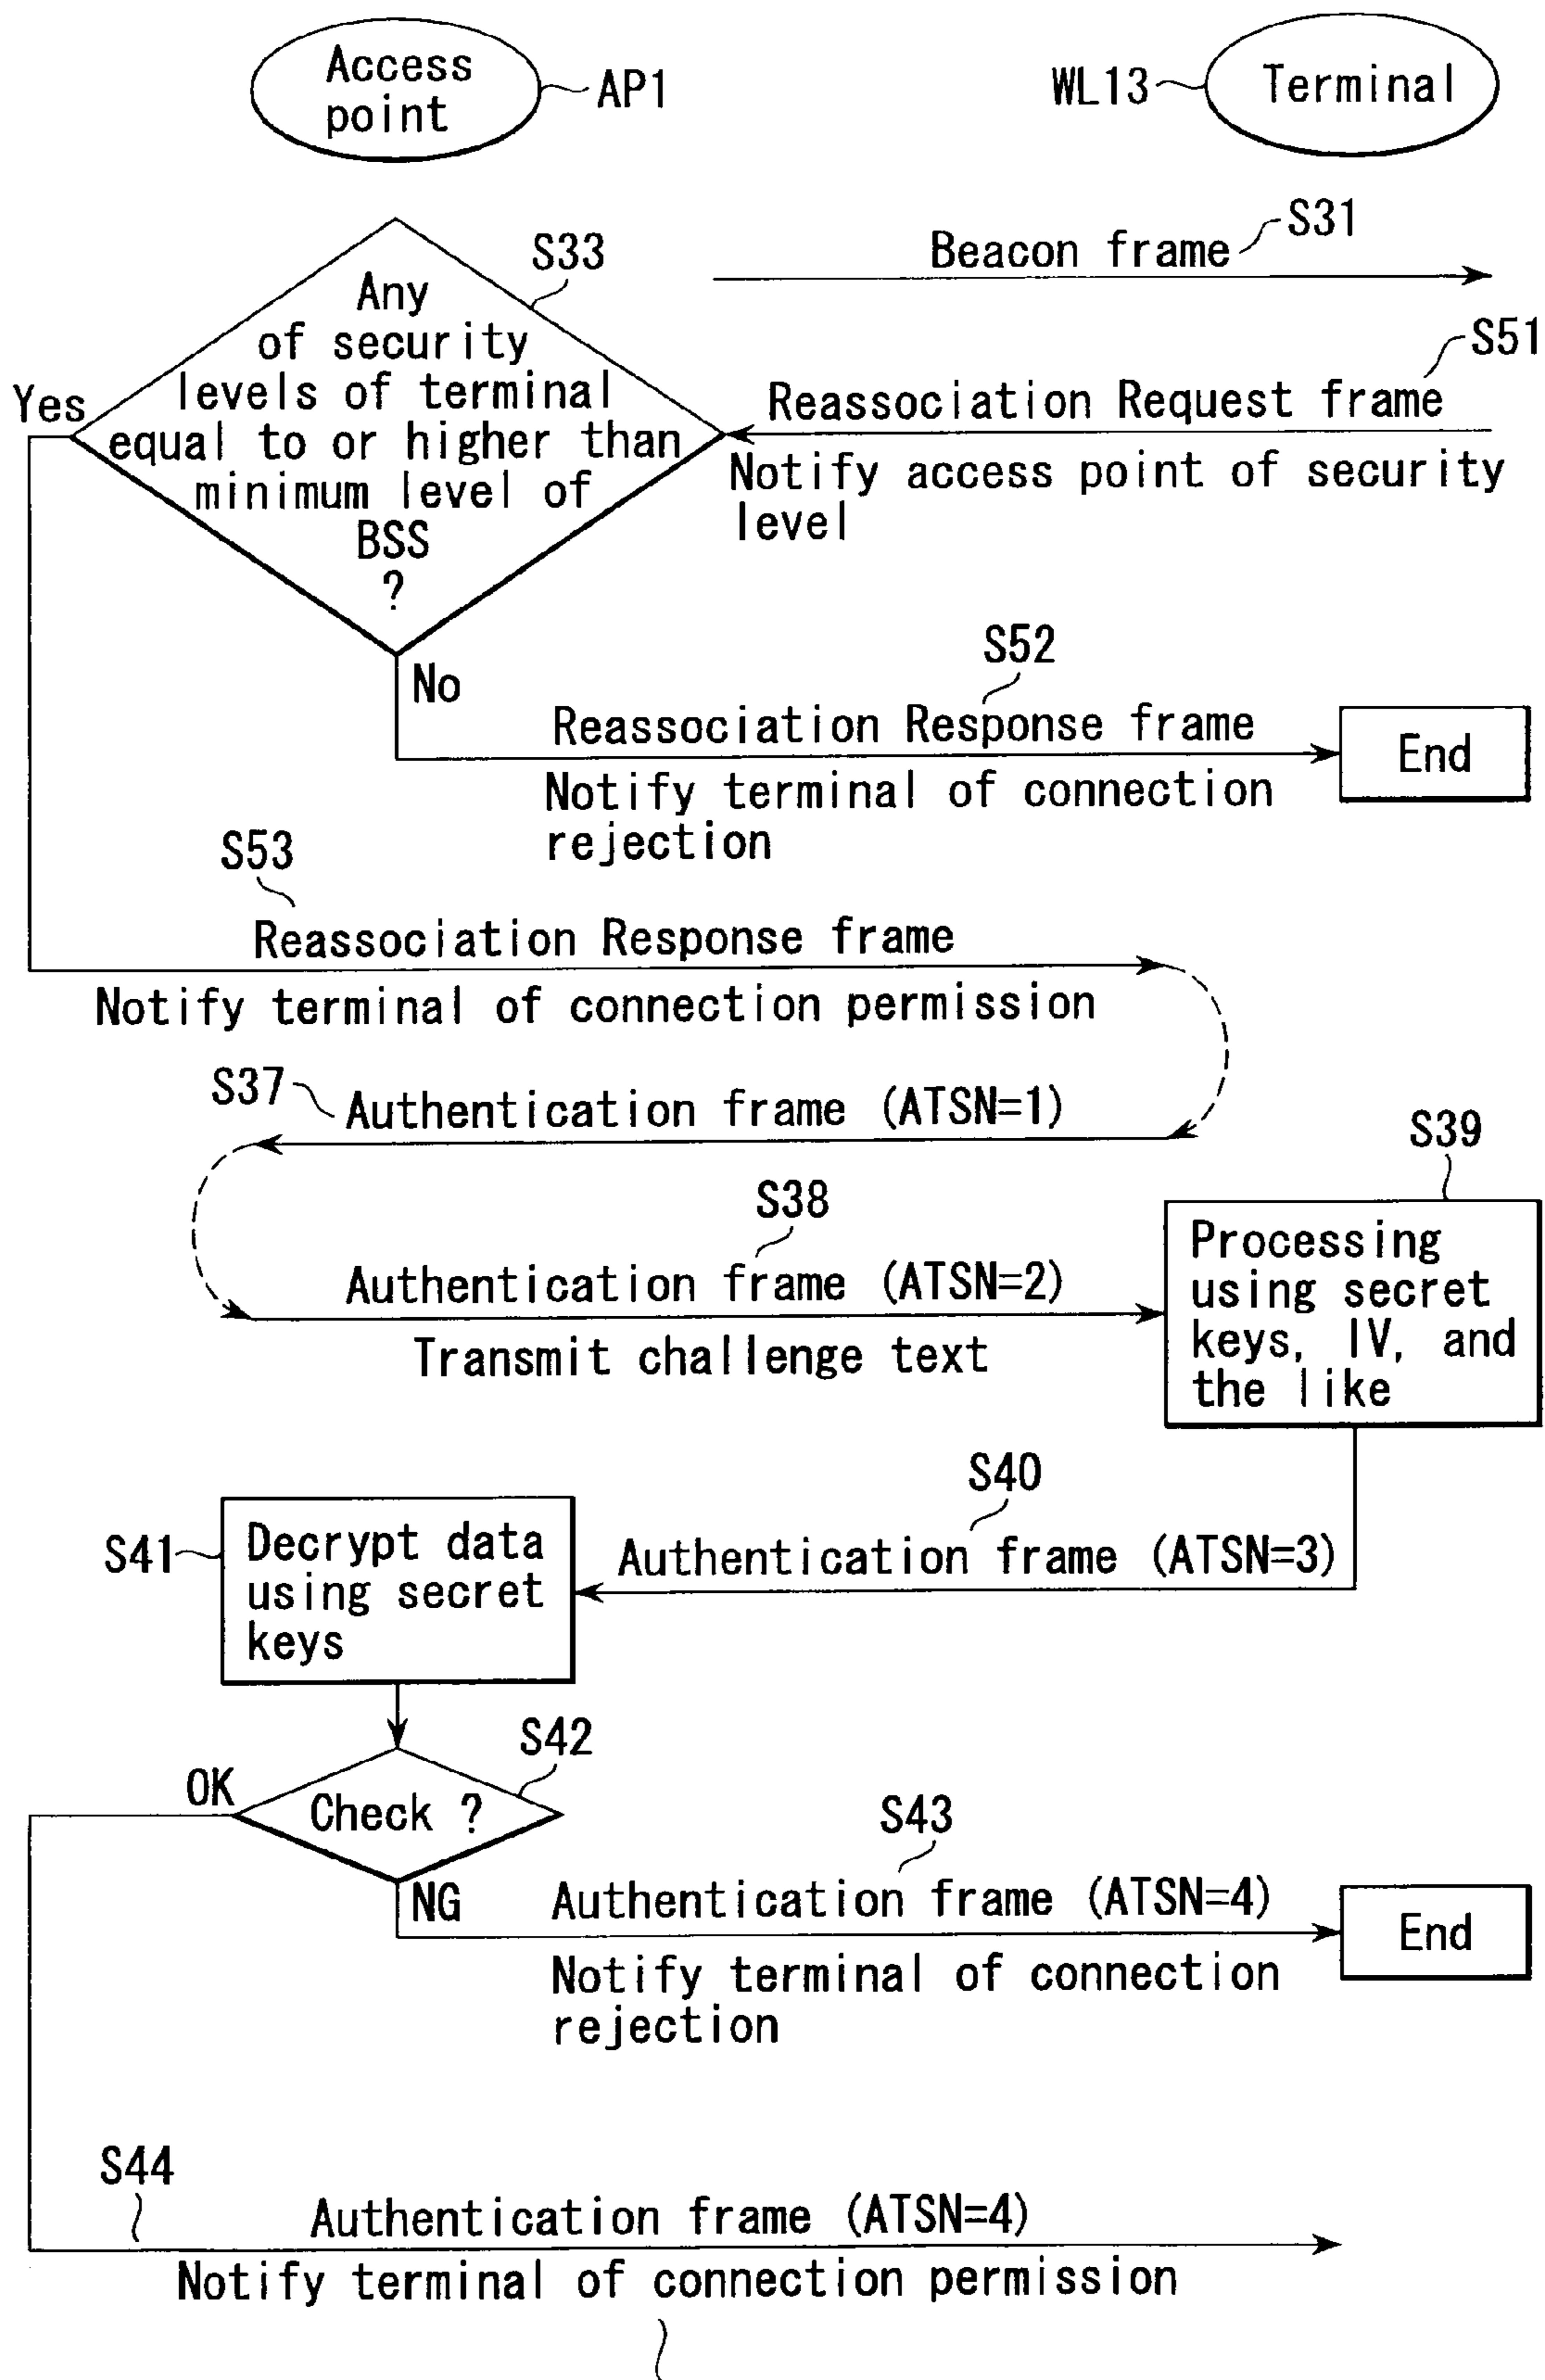 Access
point
AP1
WL13
Terminal
S31
Beacon frame
S33
Any
of security
levels of terminal
equal to or higher than
minimum level of
BSS
?
Yes
S51
Reassociation Request frame
Notify access point of security
level
No
S52
Reassociation Response frame
Notify terminal of connection
rejection
End
S53
Reassociation Response frame
Notify terminal of connection permission
S37
Authentication frame (ATSN=1)
S38
Authentication frame (ATSN=2)
Transmit challenge text
S39
Processing
using secret
keys, IV, and
the like
S40
Authentication frame (ATSN=3)
S41
Decrypt data
using secret
keys
S42
Check ?
OK
NG
S43
Authentication frame (ATSN=4)
Notify terminal of connection
rejection
End
S44
Authentication frame (ATSN=4)
Notify terminal of connection permission